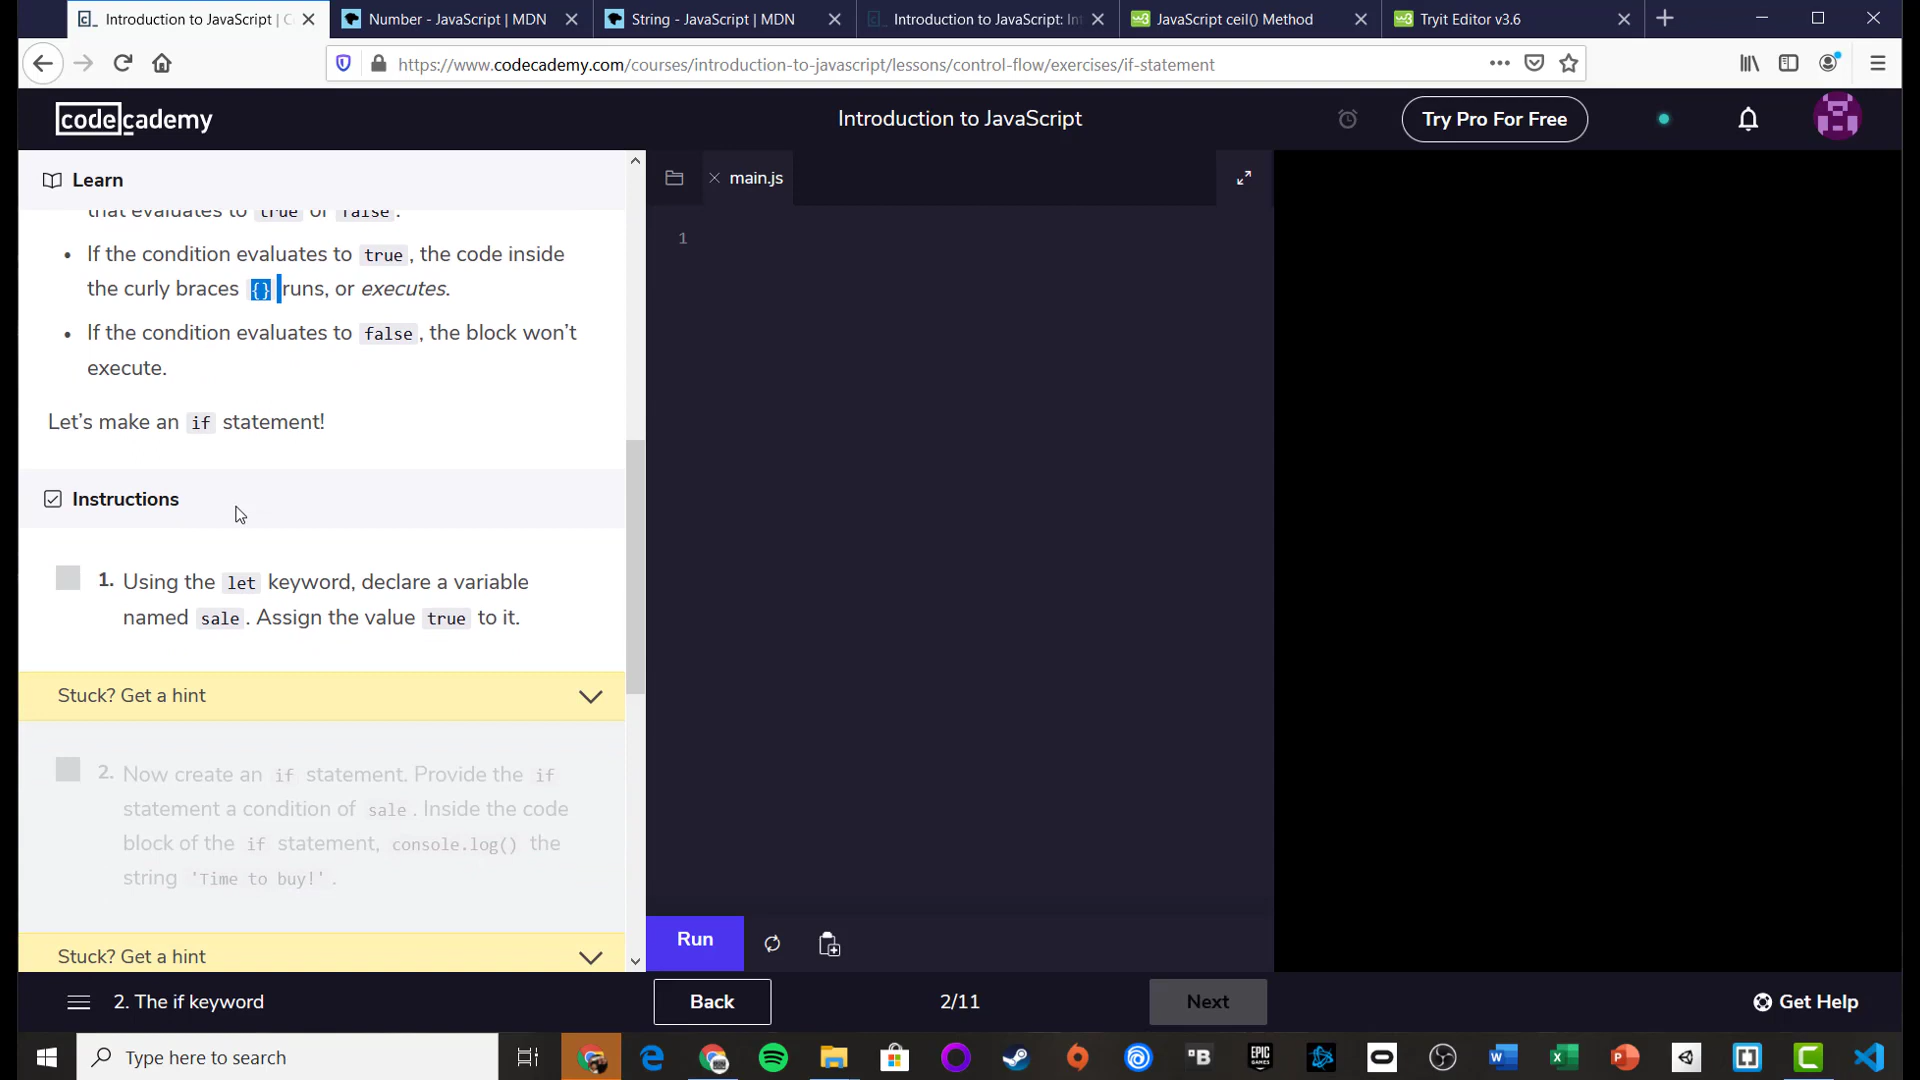 Introduction to JavaScript | C
Number - JavaScript | MDN
String - JavaScript | MDN
Introduction to JavaScript: In
JavaScript ceil() Method
Tryit Editor v3.6
https://www.codecademy.com/courses/introduction-to-javascript/lessons/control-flow/exercises/if-statement
codecademy
Introduction to JavaScript
Try Pro For Free
Learn
main.js
that evaluates to true or false.
1
If the condition evaluates to true, the code inside
the curly braces {} runs, or executes.
If the condition evaluates to false, the block won't
execute.
Let's make an if statement!
Instructions
1. Using the let keyword, declare a variable
named sale. Assign the value true to it.
Stuck? Get a hint
2. Now create an if statement. Provide the if
statement a condition of sale. Inside the code
block of the if statement, console.log() the
string 'Time to buy!'.
Stuck? Get a hint
Run
2. The if keyword
Back
2/11
Next
Get Help
Type here to search